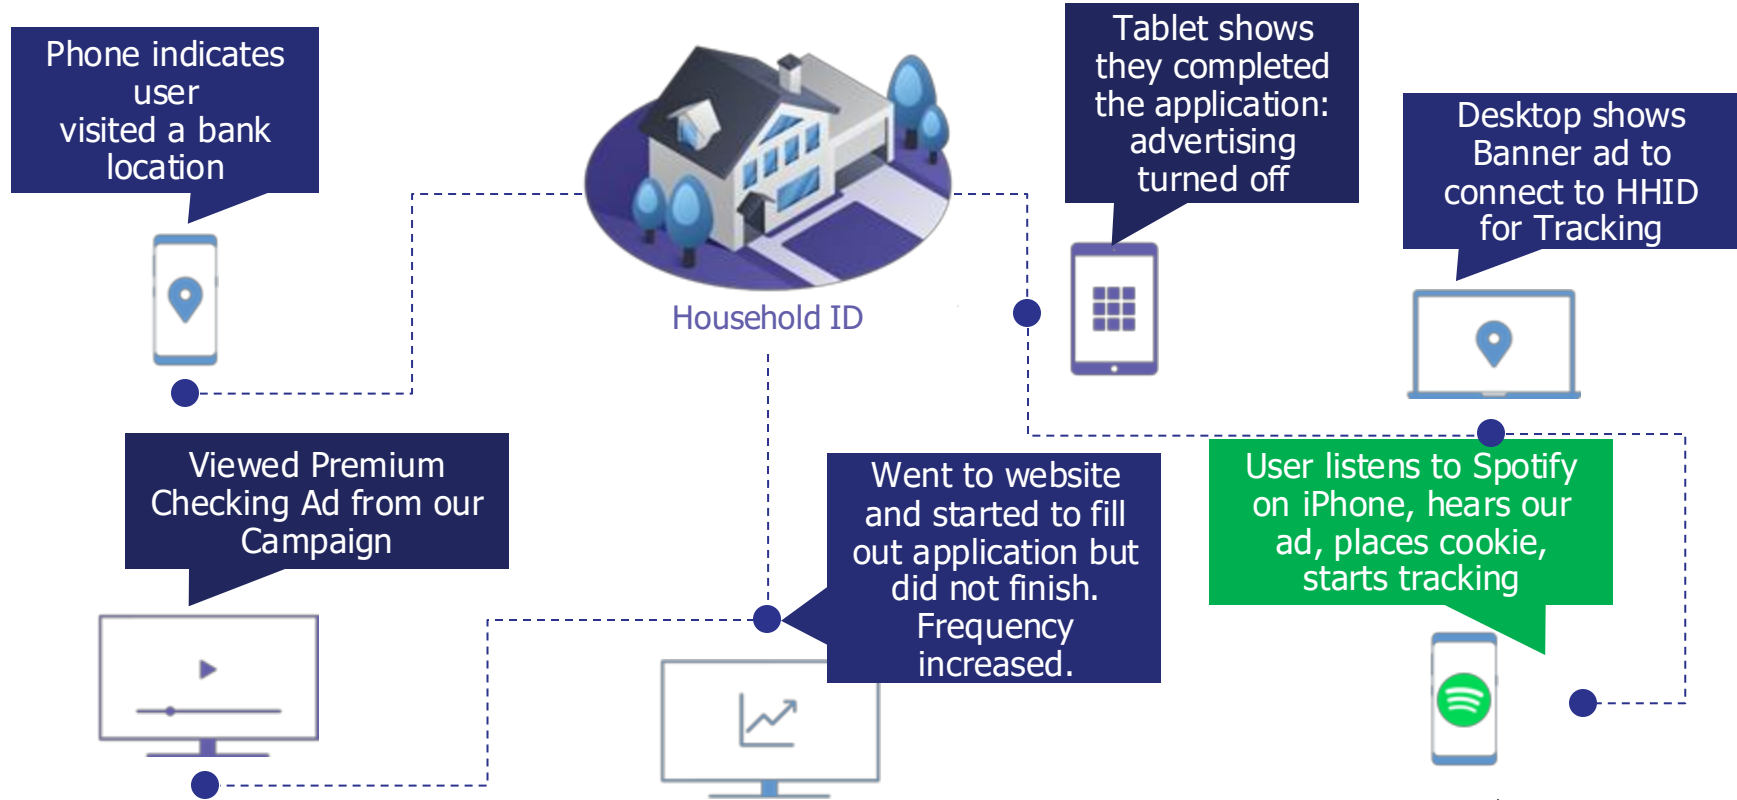 Phone indicates
user
visited a bank
location
Household ID
Tablet shows
they completed
the application:
advertising
turned off
Desktop shows
Banner ad to
connect to HHID
for Tracking
Viewed Premium
Checking Ad from our
Campaign
Went to website
and started to fill
out application but
did not finish.
Frequency
increased.
User listens to Spotify
on iPhone, hears our
ad, places cookie,
starts tracking